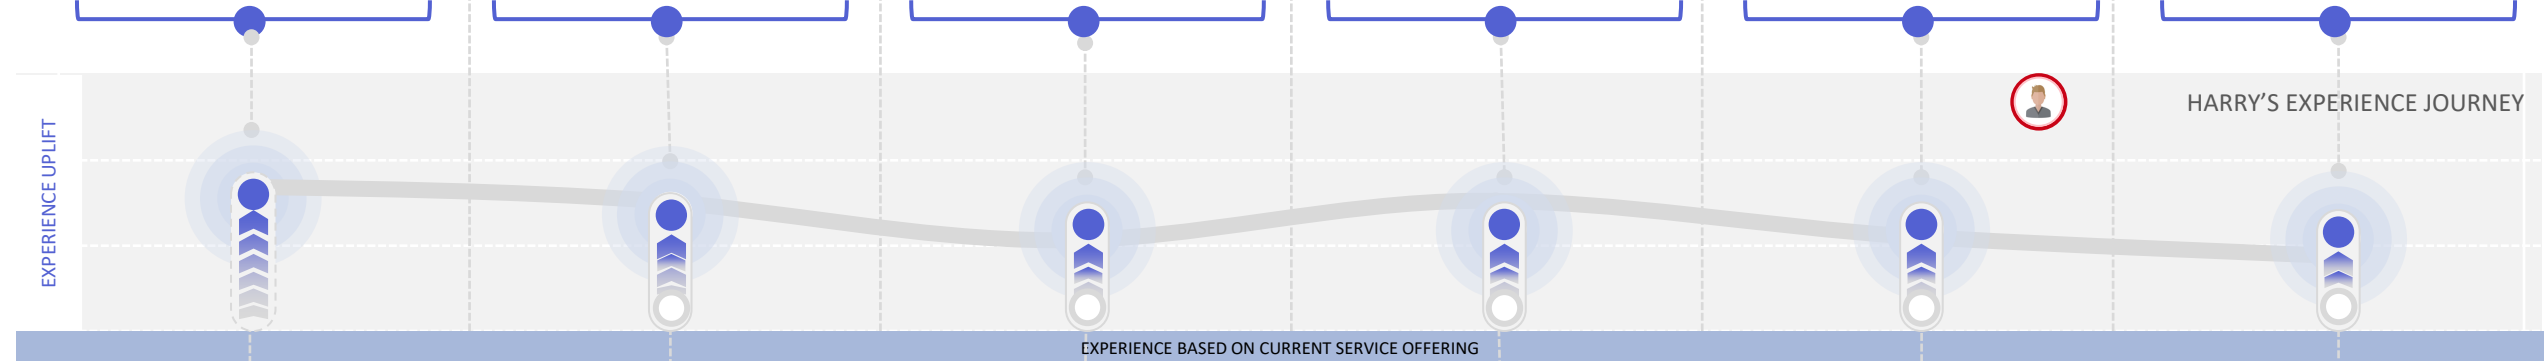 HARRY'S EXPERIENCE JOURNEY
EXPERIENCE UPLIFT
EXPERIENCE BASED ON CURRENT SERVICE OFFERING